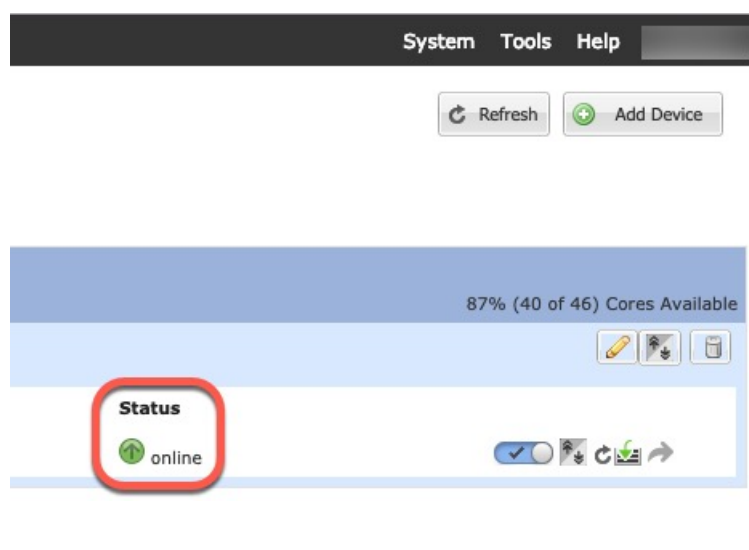 System Tools Help
Refresh Add Device
87% (40 of 46) Cores Available
Status
online